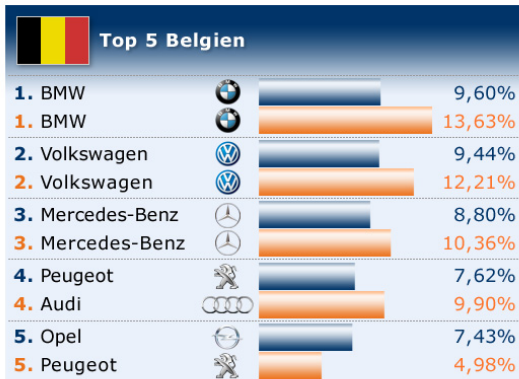 Top 5 Belgien
1. BMW 9,60%
1. BMW 13,63%
2. Volkswagen 9,44%
2. Volkswagen 12,21%
3. Mercedes-Benz 8,80%
3. Mercedes-Benz 10,36%
4. Peugeot 7,62%
4. Audi 9,90%
5. Opel 7,43%
5. Peugeot 4,98%